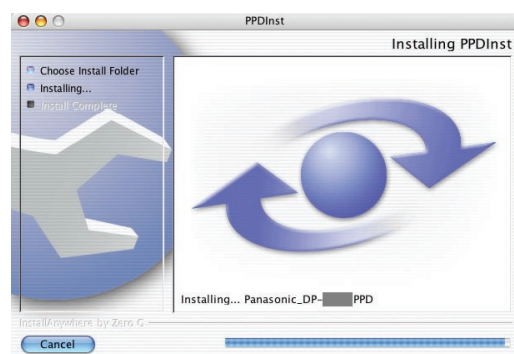 PPDInst
Installing PPDInst
Choose Install Folder
Installing...
Install Complete
Installing... Panasonic_DP- PPD
InstallAnywhere by Zero G
Cancel